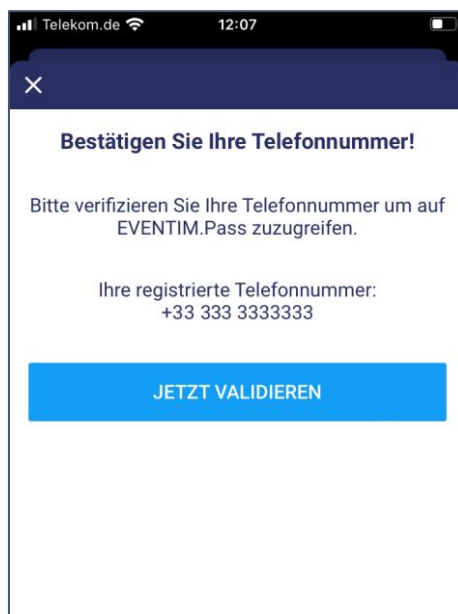 Telekom.de 12:07
Bestätigen Sie Ihre Telefonnummer!
Bitte verifizieren Sie Ihre Telefonnummer um auf
EVENTIM.Pass zuzugreifen.
Ihre registrierte Telefonnummer:
+33 333 3333333
JETZT VALIDIEREN